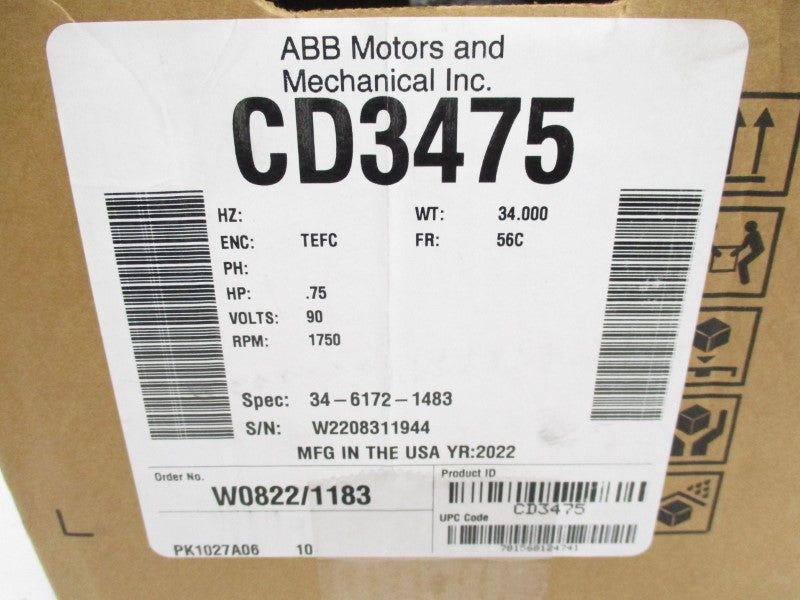 ABB Motors and
Mechanical Inc.
CD3475
HZ:
WT: 34.000
ENC: TEFC
FR: 56C
PH:
HP: .75
VOLTS: 90
RPM: 1750
Spec: 34-6172-1483
S/N: W2208311944
MFG IN THE USA YR:2022
Order No.
W0822/1183
Product ID
CD3475
UPC Code
781568124741
PK1027A06 10